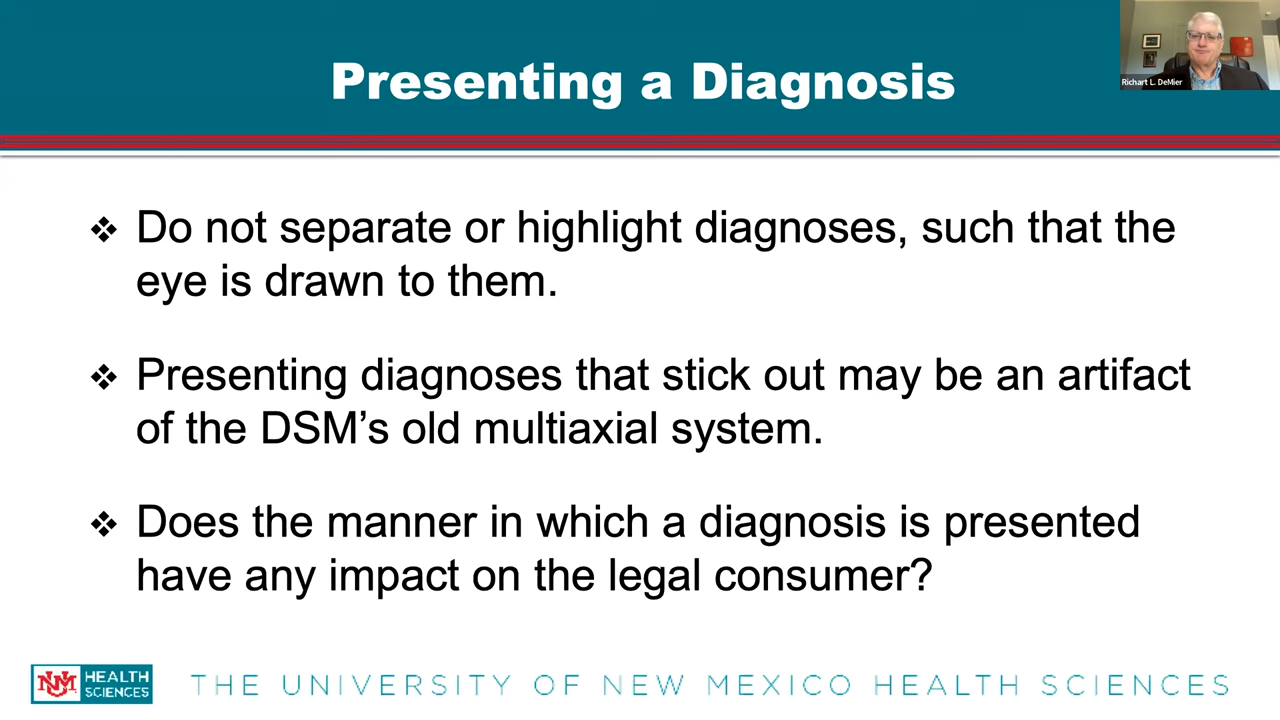 Presenting a Diagnosis
Richart L. DeMier
❖ Do not separate or highlight diagnoses, such that the
eye is drawn to them.
❖ Presenting diagnoses that stick out may be an artifact
of the DSM’s old multiaxial system.
❖ Does the manner in which a diagnosis is presented
have any impact on the legal consumer?
UNM HEALTH
SCIENCES
THE UNIVERSITY OF NEW MEXICO HEALTH SCIENCES